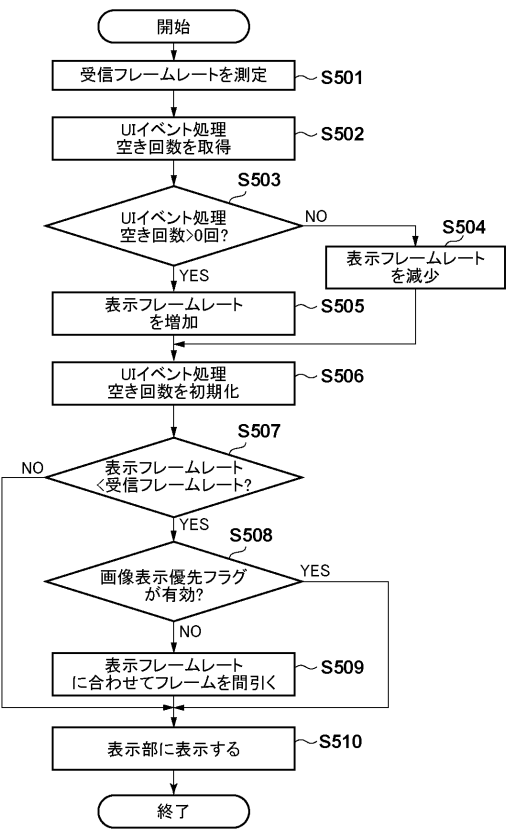 開始
受信フレームレートを測定
S501
UIイベント処理
空き回数を取得
S502
S503
UIイベント処理
空き回数>0回?
NO
YES
S504
表示フレームレート
を減少
表示フレームレート
を増加
S505
UIイベント処理
空き回数を初期化
S506
S507
表示フレームレート
<受信フレームレート?
NO
YES
S508
画像表示優先フラグ
が有効?
YES
NO
表示フレームレート
に合わせてフレームを間引く
S509
表示部に表示する
S510
終了